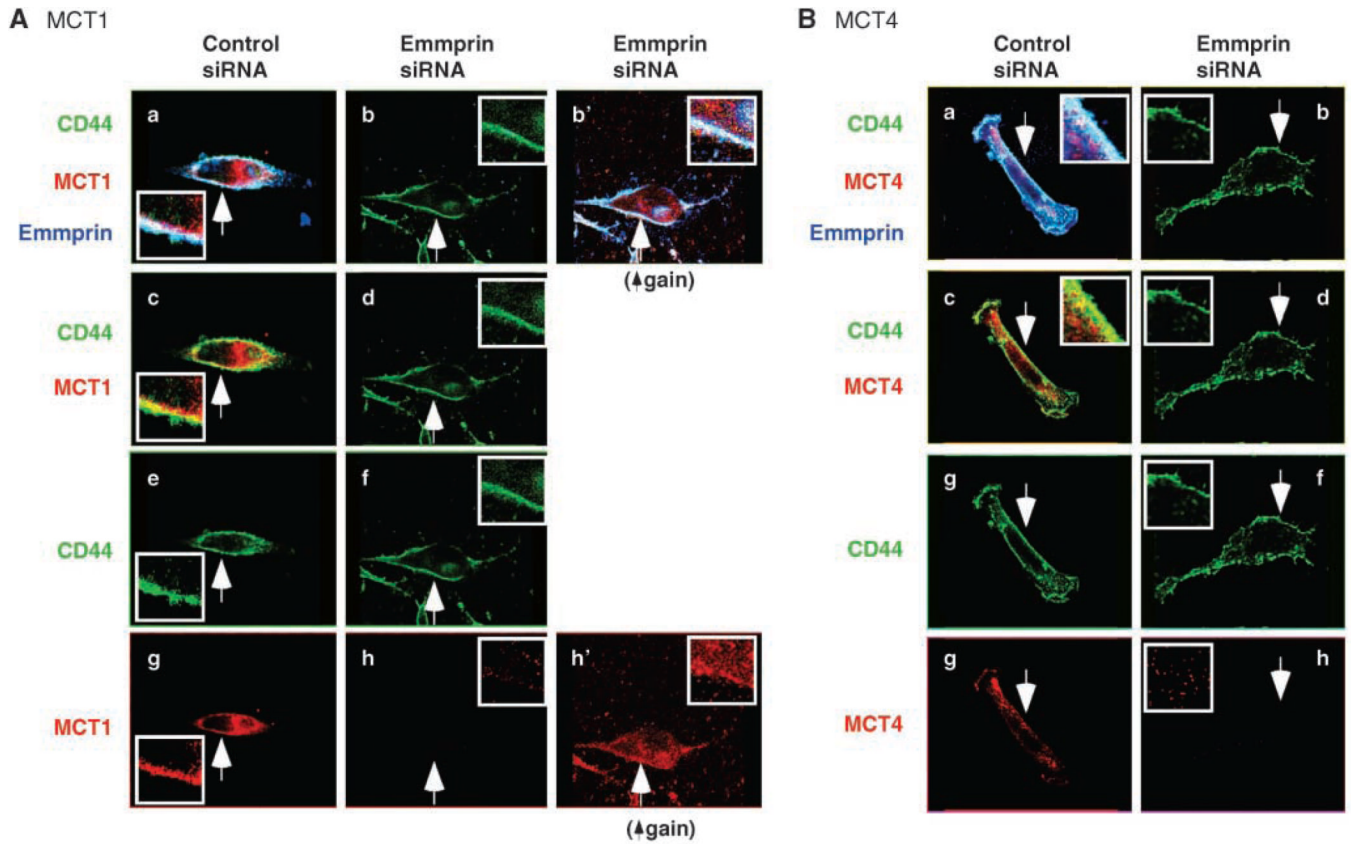 A MCT1
Control siRNA
Emmprin siRNA
Emmprin siRNA
CD44
MCT1
Emmprin
a
b
b'
(↑gain)
CD44
MCT1
c
d
CD44
e
f
MCT1
g
h
h'
(↑gain)
B MCT4
Control siRNA
Emmprin siRNA
CD44
MCT4
Emmprin
a
b
CD44
MCT4
c
d
CD44
g
f
MCT4
g
h